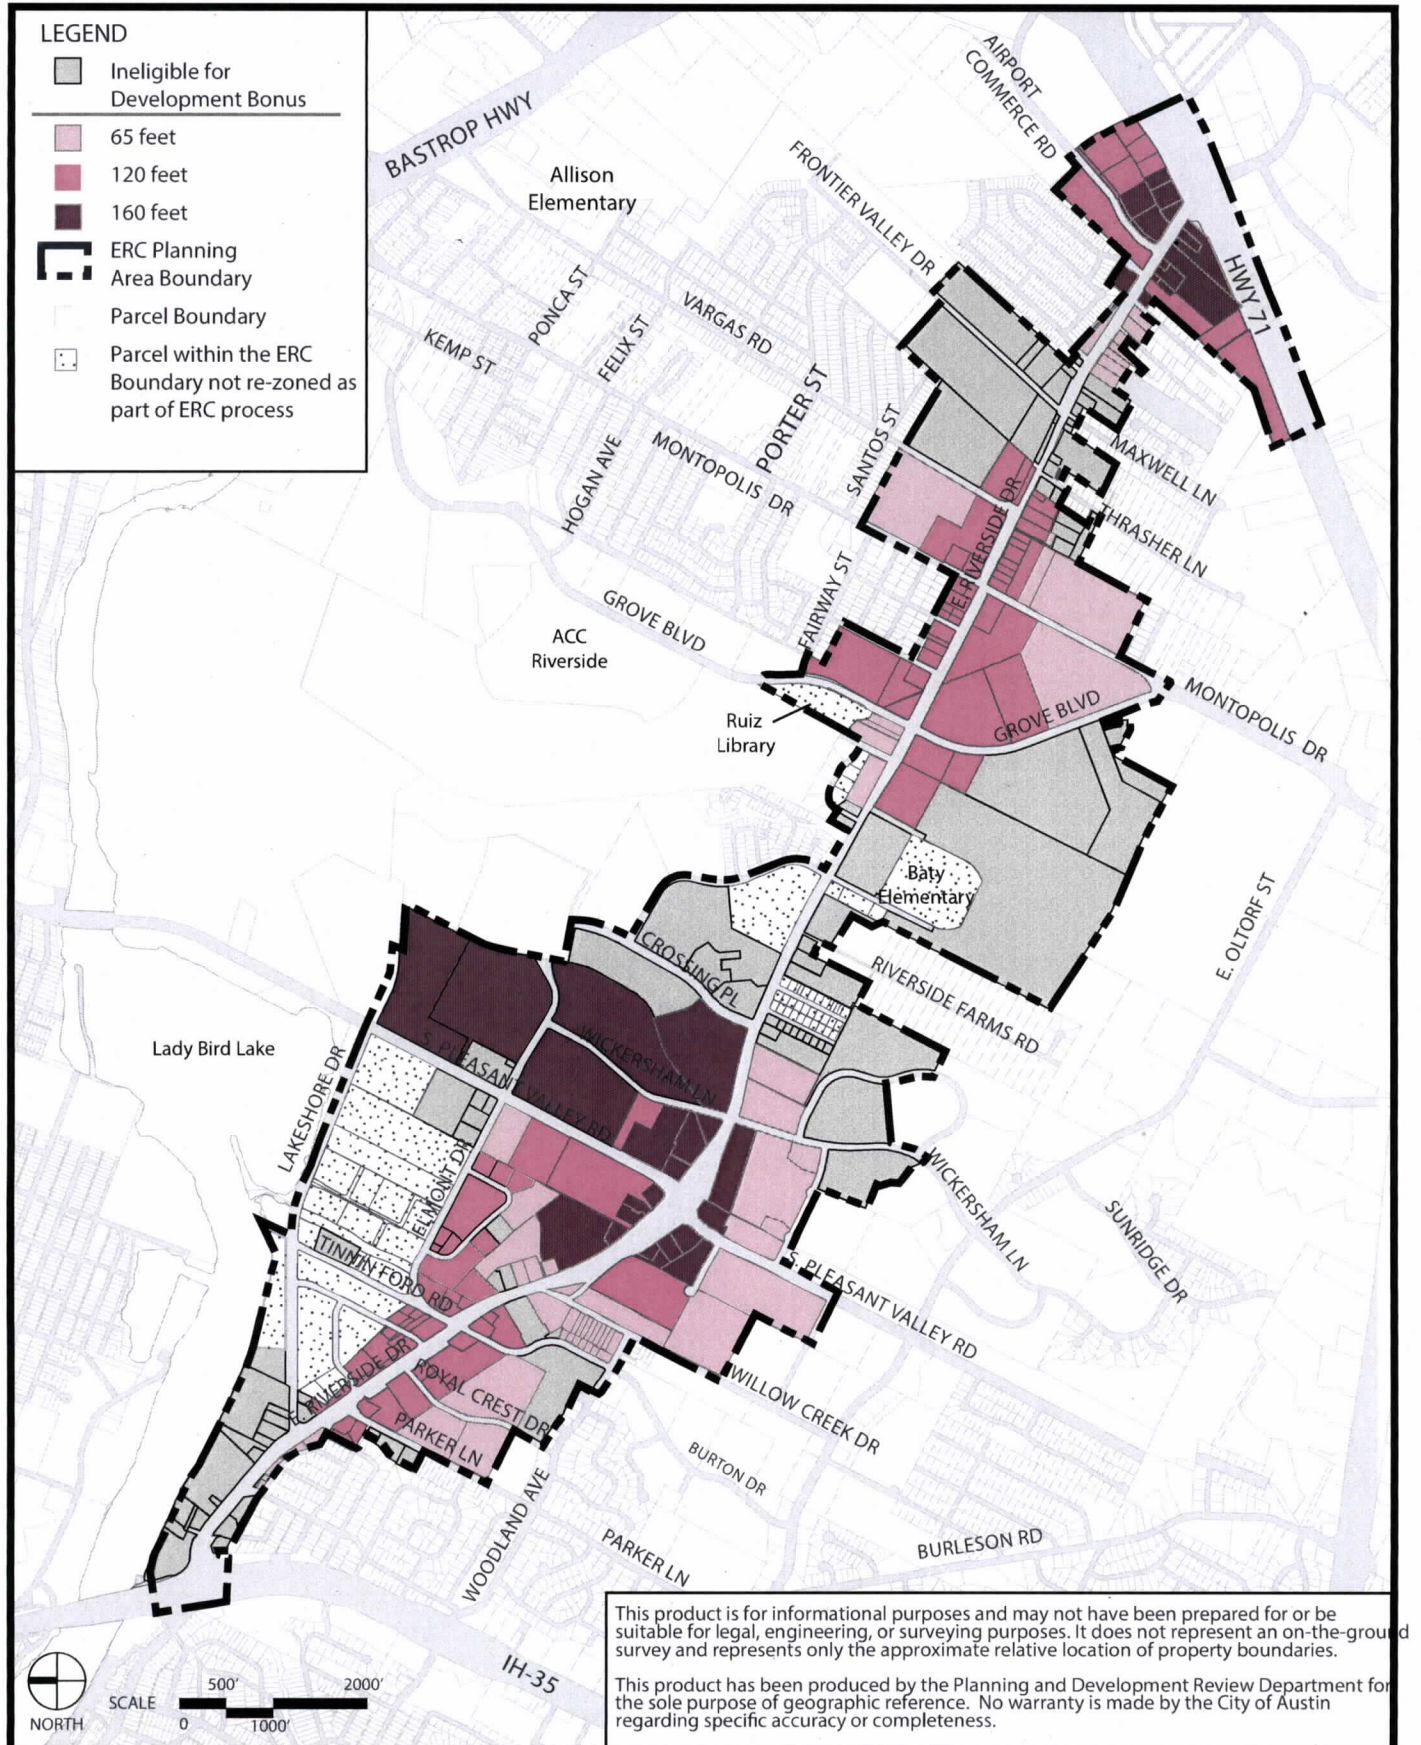 LEGEND
Ineligible for
Development Bonus
65 feet
120 feet
160 feet
ERC Planning
Area Boundary
Parcel Boundary
Parcel within the ERC
Boundary not re-zoned as
part of ERC process
BASTROP HWY
AIRPORT
COMMERCE RD
Allison
Elementary
FRONTIER VALLEY DR
HWY 71
PONCA ST
VARGAS RD
KEMP ST
FELIX ST
PORTER ST
SANTOS ST
HOGAN AVE
MONTOPOLIS DR
MAXWELL LN
THRASHER LN
E. RIVERSIDE DR
FAIRWAY ST
GROVE BLVD
ACC
Riverside
Ruiz
Library
GROVE BLVD
MONTOPOLIS DR
Baty
Elementary
E. OLTORF ST
CROSSING PL
RIVERSIDE FARMS RD
Lady Bird Lake
LAKESHORE DR
S. PLEASANT VALLEY RD
WICKERSHAM LN
ELMONT DR
WICKERSHAM LN
SUNRIDGE DR
TINNIN FORD RD
S. PLEASANT VALLEY RD
E. RIVERSIDE DR
ROYAL CREST DR
PARKER LN
WILLOW CREEK DR
BURTON DR
WOODLAND AVE
PARKER LN
BURLESON RD
IH-35
NORTH
SCALE
500'
2000'
0
1000'
This product is for informational purposes and may not have been prepared for or be
suitable for legal, engineering, or surveying purposes. It does not represent an on-the-ground
survey and represents only the approximate relative location of property boundaries.
This product has been produced by the Planning and Development Review Department for
the sole purpose of geographic reference. No warranty is made by the City of Austin
regarding specific accuracy or completeness.